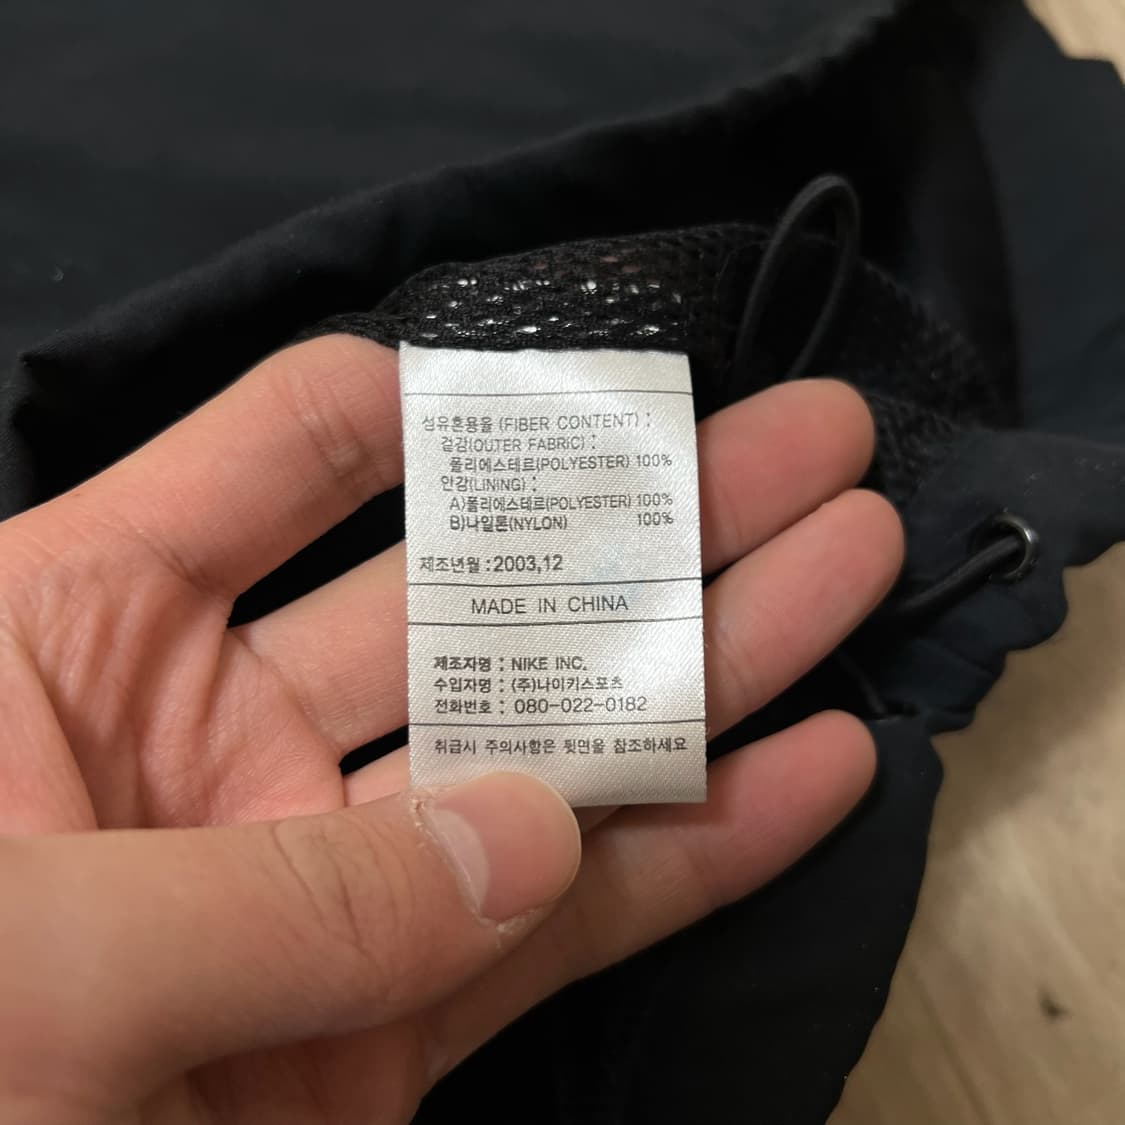 섬유혼용율 (FIBER CONTENT) :
겉감(OUTER FABRIC) :
폴리에스테르(POLYESTER) 100%
안감(LINING) :
A)폴리에스테르(POLYESTER) 100%
B)나일론(NYLON) 100%
제조년월 : 2003,12
MADE IN CHINA
제조자명 : NIKE INC.
수입자명 : (주)나이키스포츠
전화번호 : 080-022-0182
취급시 주의사항은 뒷면을 참조하세요